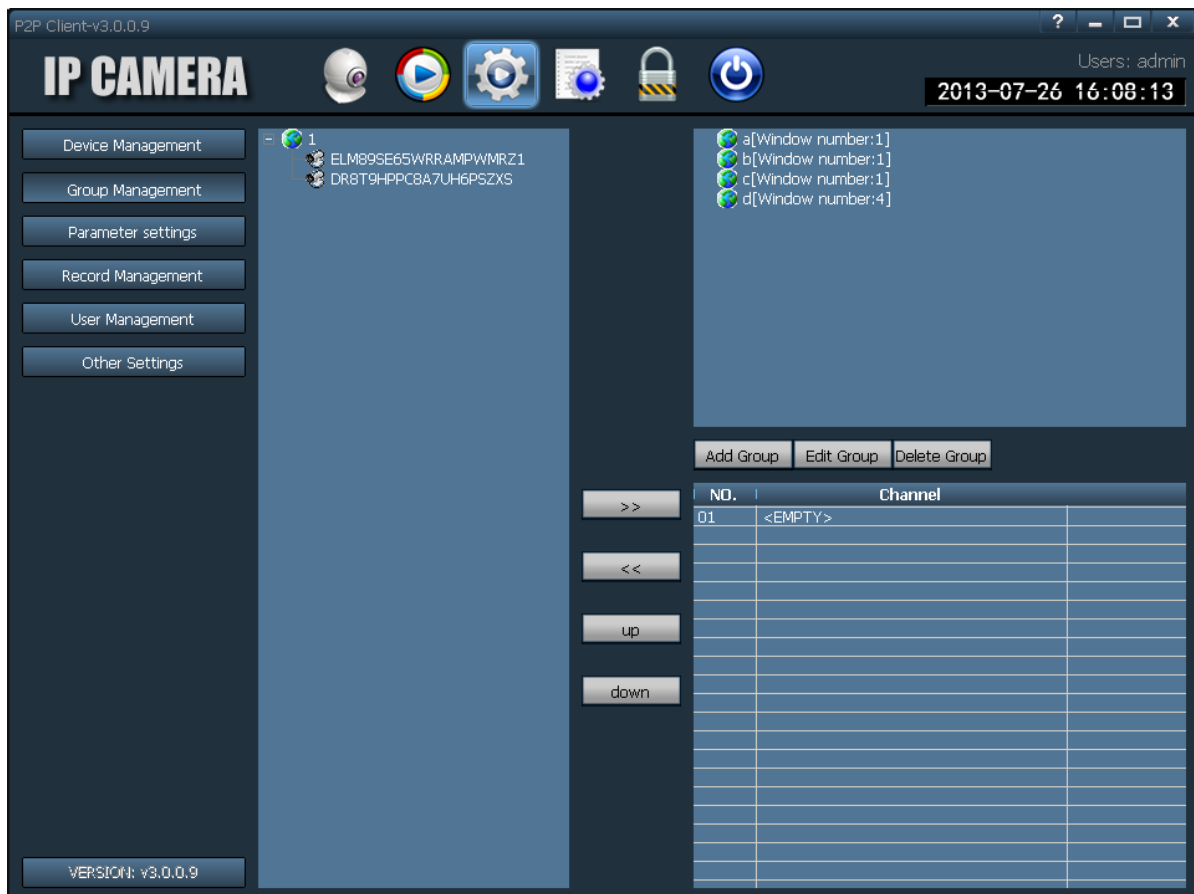 P2P Client-v3.0.0.9
?
IP CAMERA
Users: admin
2013-07-26 16:08:13
Device Management
Group Management
Parameter settings
Record Management
User Management
Other Settings
VERSION: v3.0.0.9
1
ELM89SE65WRRAMPWMRZ1
DR8T9HPPC8A7UH6PSZXS
>>
<<
up
down
a[Window number:1]
b[Window number:1]
c[Window number:1]
d[Window number:4]
Add Group Edit Group Delete Group
NO. Channel
01 <EMPTY>